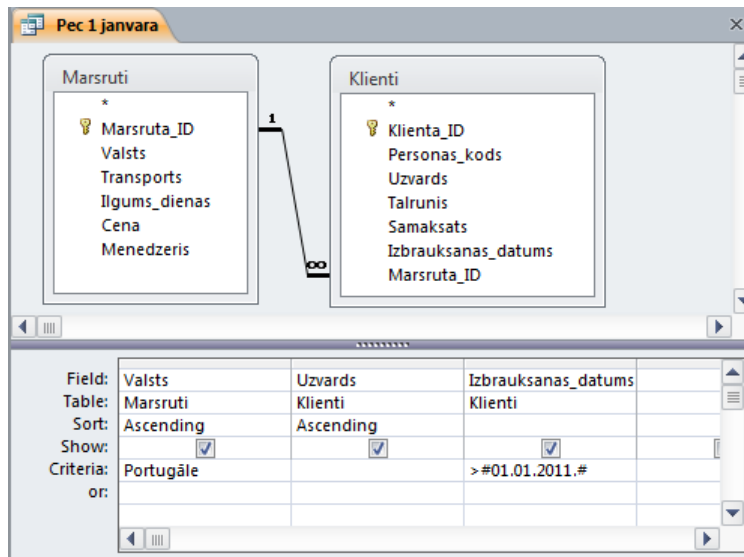 Pec 1 janvara
Marsruti
*
Marsruta_ID
Valsts
Transports
Ilgums_dienas
Cena
Menedzeris
1
∞
Klienti
*
Klienta_ID
Personas_kods
Uzvards
Talrunis
Samaksats
Izbrauksanas_datums
Marsruta_ID
Field: Valsts Uzvards Izbrauksanas_datums
Table: Marsruti Klienti Klienti
Sort: Ascending Ascending
Show:
Criteria: Portugāle >#01.01.2011.#
or: